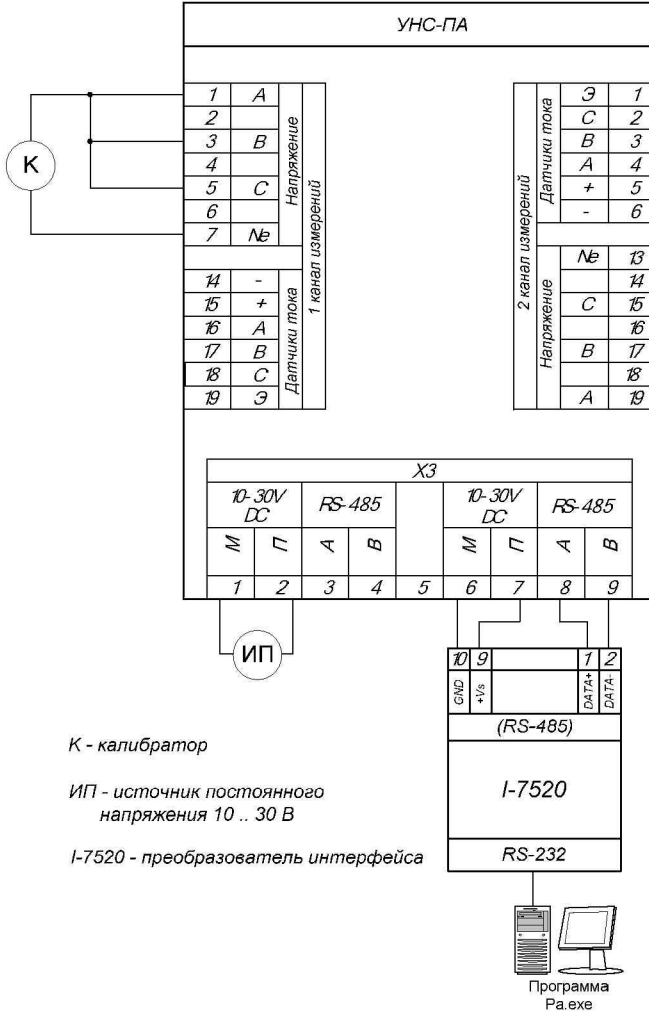 УНС-ПА
1 А
2
3 В
4
5 С
6
7 Ne
Напряжение
14 -
15 +
16 А
17 В
18 С
19 Э
Датчики тока
1 канал измерений
К
2 канал измерений
Датчики тока
Э 1
С 2
В 3
А 4
+ 5
- 6
Напряжение
Ne 13
14
С 15
16
В 17
18
А 19
X3
10-30V DC RS-485 10-30V DC RS-485
М П А В М П А В
1 2 3 4 5 6 7 8 9
ИП
10 9 1 2
GND +Vs DATA+ DATA-
(RS-485)
I-7520
RS-232
К - калибратор
ИП - источник постоянного
напряжения 10 .. 30 В
I-7520 - преобразователь интерфейса
Программа
Pa.exe